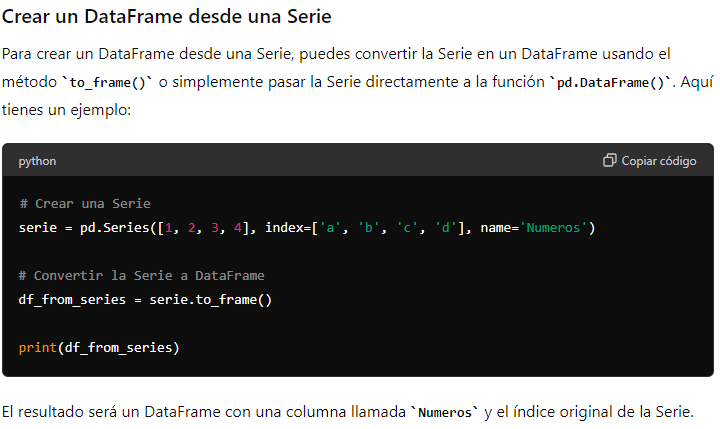 Crear un DataFrame desde una Serie
Para crear un DataFrame desde una Serie, puedes convertir la Serie en un DataFrame usando el
método `to_frame()` o simplemente pasar la Serie directamente a la función `pd.DataFrame()`. Aquí
tienes un ejemplo:
python
Copiar código
# Crear una Serie
serie = pd.Series([1, 2, 3, 4], index=['a', 'b', 'c', 'd'], name='Numeros')
# Convertir la Serie a DataFrame
df_from_series = serie.to_frame()
print(df_from_series)
El resultado será un DataFrame con una columna llamada `Numeros` y el índice original de la Serie.